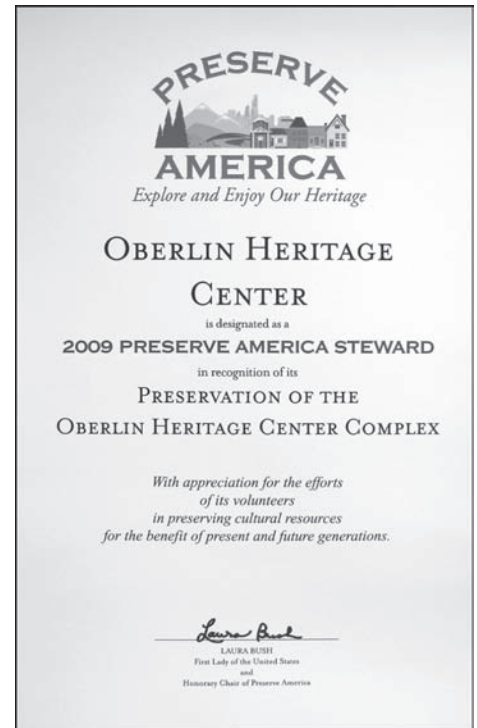 PRESERVE
AMERICA
Explore and Enjoy Our Heritage
OBERLIN HERITAGE
CENTER
is designated as a
2009 PRESERVE AMERICA STEWARD
in recognition of its
PRESERVATION OF THE
OBERLIN HERITAGE CENTER COMPLEX
With appreciation for the efforts
of its volunteers
in preserving cultural resources
for the benefit of present and future generations.
Laura Bush
LAURA BUSH
First Lady of the United States
and
Honorary Chair of Preserve America